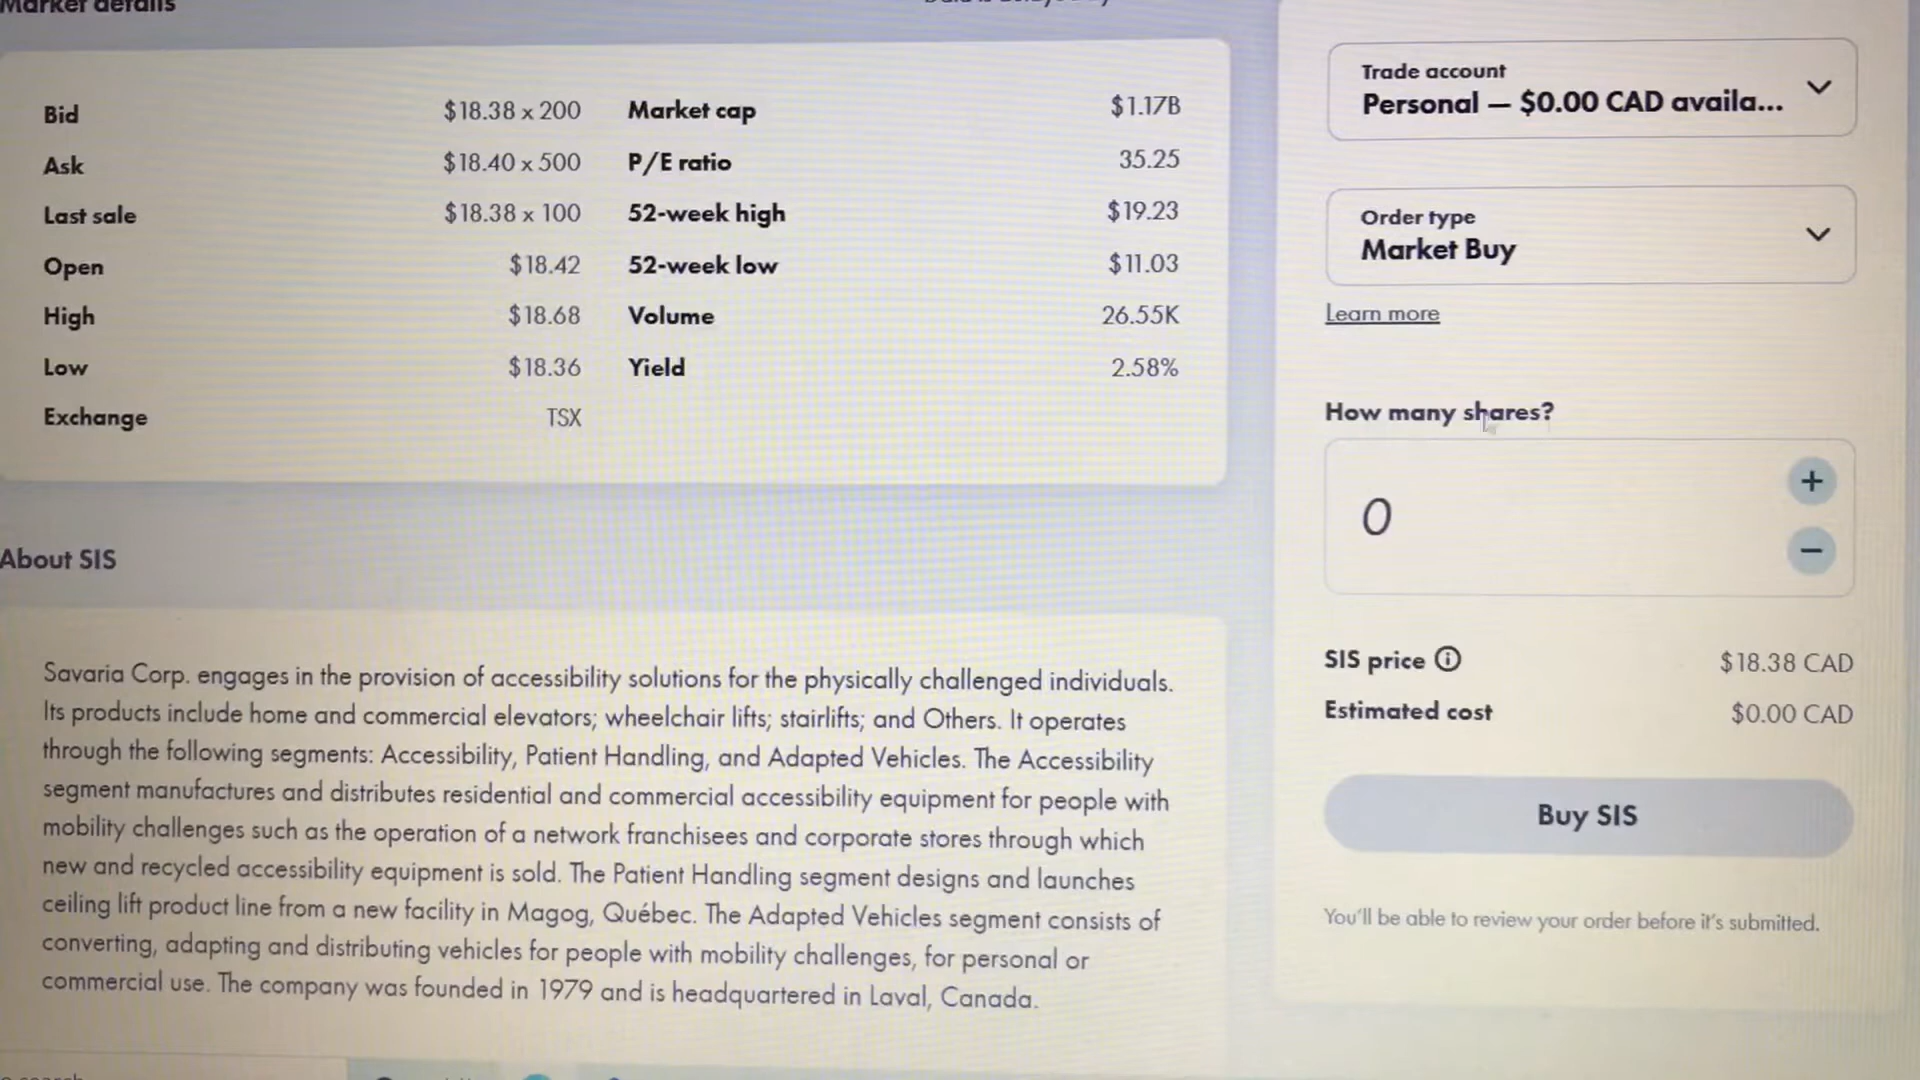 Market details
Bid $18.38 x 200 Market cap $1.17B
Ask $18.40 x 500 P/E ratio 35.25
Last sale $18.38 x 100 52-week high $19.23
Open $18.42 52-week low $11.03
High $18.68 Volume 26.55K
Low $18.36 Yield 2.58%
Exchange TSX
About SIS
Savaria Corp. engages in the provision of accessibility solutions for the physically challenged individuals.
Its products include home and commercial elevators; wheelchair lifts; stairlifts; and Others. It operates
through the following segments: Accessibility, Patient Handling, and Adapted Vehicles. The Accessibility
segment manufactures and distributes residential and commercial accessibility equipment for people with
mobility challenges such as the operation of a network franchisees and corporate stores through which
new and recycled accessibility equipment is sold. The Patient Handling segment designs and launches
ceiling lift product line from a new facility in Magog, Québec. The Adapted Vehicles segment consists of
converting, adapting and distributing vehicles for people with mobility challenges, for personal or
commercial use. The company was founded in 1979 and is headquartered in Laval, Canada.
Trade account
Personal — $0.00 CAD availa...
Order type
Market Buy
Learn more
How many shares?
0
+
−
SIS price $18.38 CAD
Estimated cost $0.00 CAD
Buy SIS
You'll be able to review your order before it's submitted.